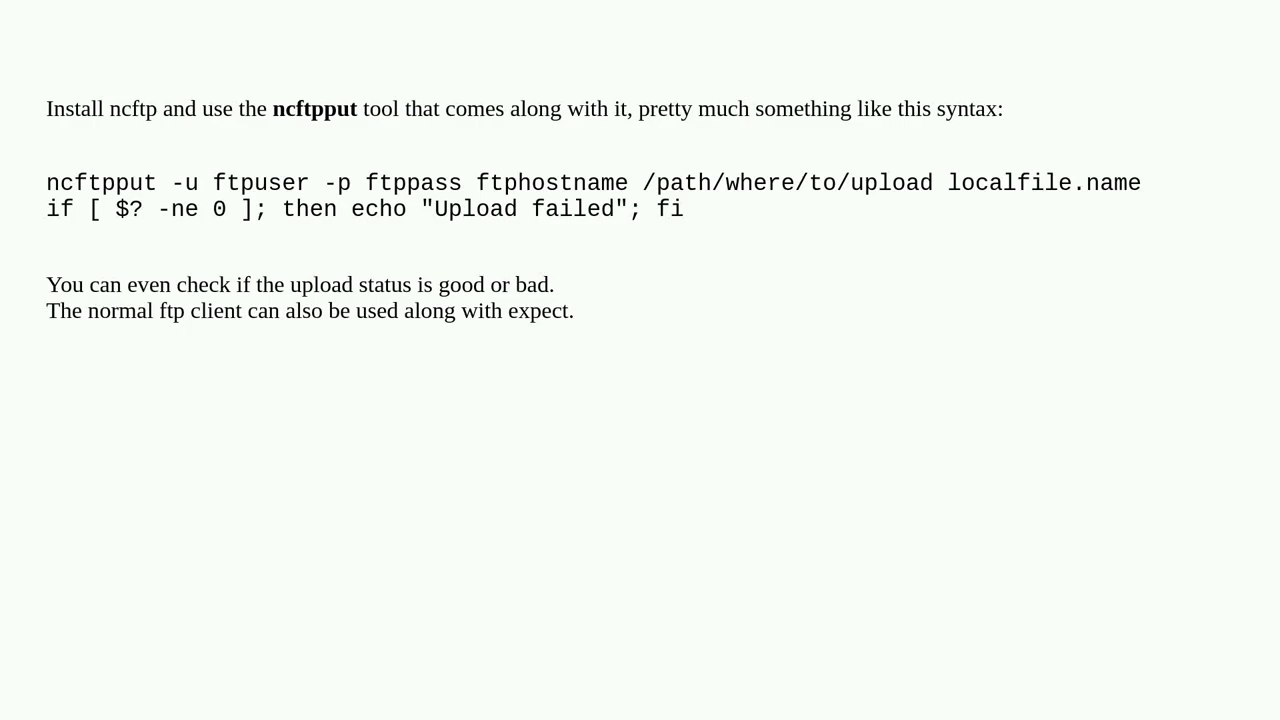 Install ncftp and use the ncftpput tool that comes along with it, pretty much something like this syntax:
ncftpput -u ftpuser -p ftppass ftphostname /path/where/to/upload localfile.name
if [ $? -ne 0 ]; then echo "Upload failed"; fi
You can even check if the upload status is good or bad.
The normal ftp client can also be used along with expect.